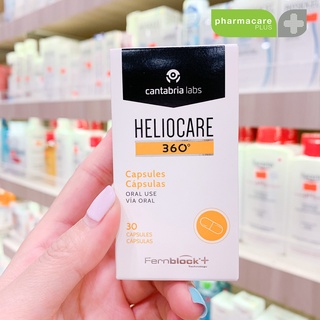 pharmacare
PLUS
cantabria labs
HELIOCARE
360°
Capsules
Cápsulas
ORAL USE
VÍA ORAL
30
CAPSULES
CÁPSULAS
Fernblock+